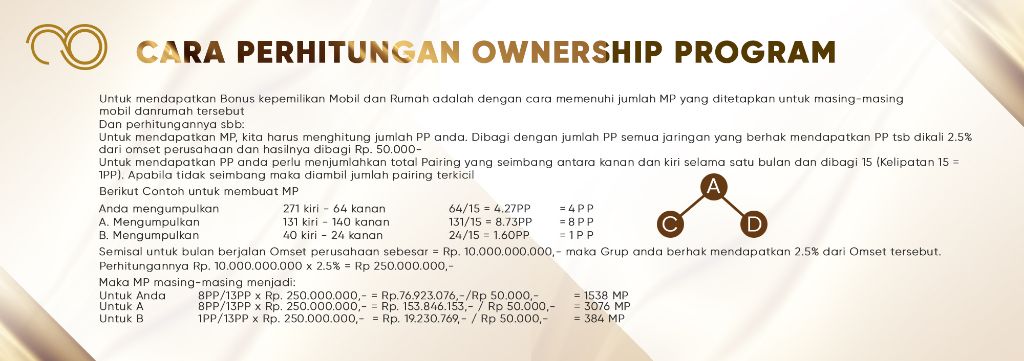 CARA PERHITUNGAN OWNERSHIP PROGRAM
Untuk mendapatkan Bonus kepemilikan Mobil dan Rumah adalah dengan cara memenuhi jumlah MP yang ditetapkan untuk masing-masing
mobil danrumah tersebut
Dan perhitungannya sbb:
Untuk mendapatkan MP, kita harus menghitung jumlah PP anda. Dibagi dengan jumlah PP semua jaringan yang berhak mendapatkan PP tsb dikali 2.5%
dari omset perusahaan dan hasilnya dibagi Rp. 50.000-
Untuk mendapatkan PP anda perlu menjumlahkan total Pairing yang seimbang antara kanan dan kiri selama satu bulan dan dibagi 15 (Kelipatan 15 =
1PP). Apabila tidak seimbang maka diambil jumlah pairing terkicil
Berikut Contoh untuk membuat MP
Anda mengumpulkan 271 kiri - 64 kanan 64/15 = 4.27PP = 4 P P
A. Mengumpulkan 131 kiri - 140 kanan 131/15 = 8.73PP = 8 P P
B. Mengumpulkan 40 kiri - 24 kanan 24/15 = 1.60PP = 1 P P
A
C D
Semisal untuk bulan berjalan Omset perusahaan sebesar = Rp. 10.000.000.000,- maka Grup anda berhak mendapatkan 2.5% dari Omset tersebut.
Perhitungannya Rp. 10.000.000.000 x 2.5% = Rp 250.000.000,-
Maka MP masing-masing menjadi:
Untuk Anda 8PP/13PP x Rp. 250.000.000,- = Rp.76.923.076,-/Rp 50.000,- = 1538 MP
Untuk A 8PP/13PP x Rp. 250.000.000,- = Rp. 153.846.153,- / Rp 50.000,- = 3076 MP
Untuk B 1PP/13PP x Rp. 250.000.000,- = Rp. 19.230.769,- / Rp 50.000,- = 384 MP